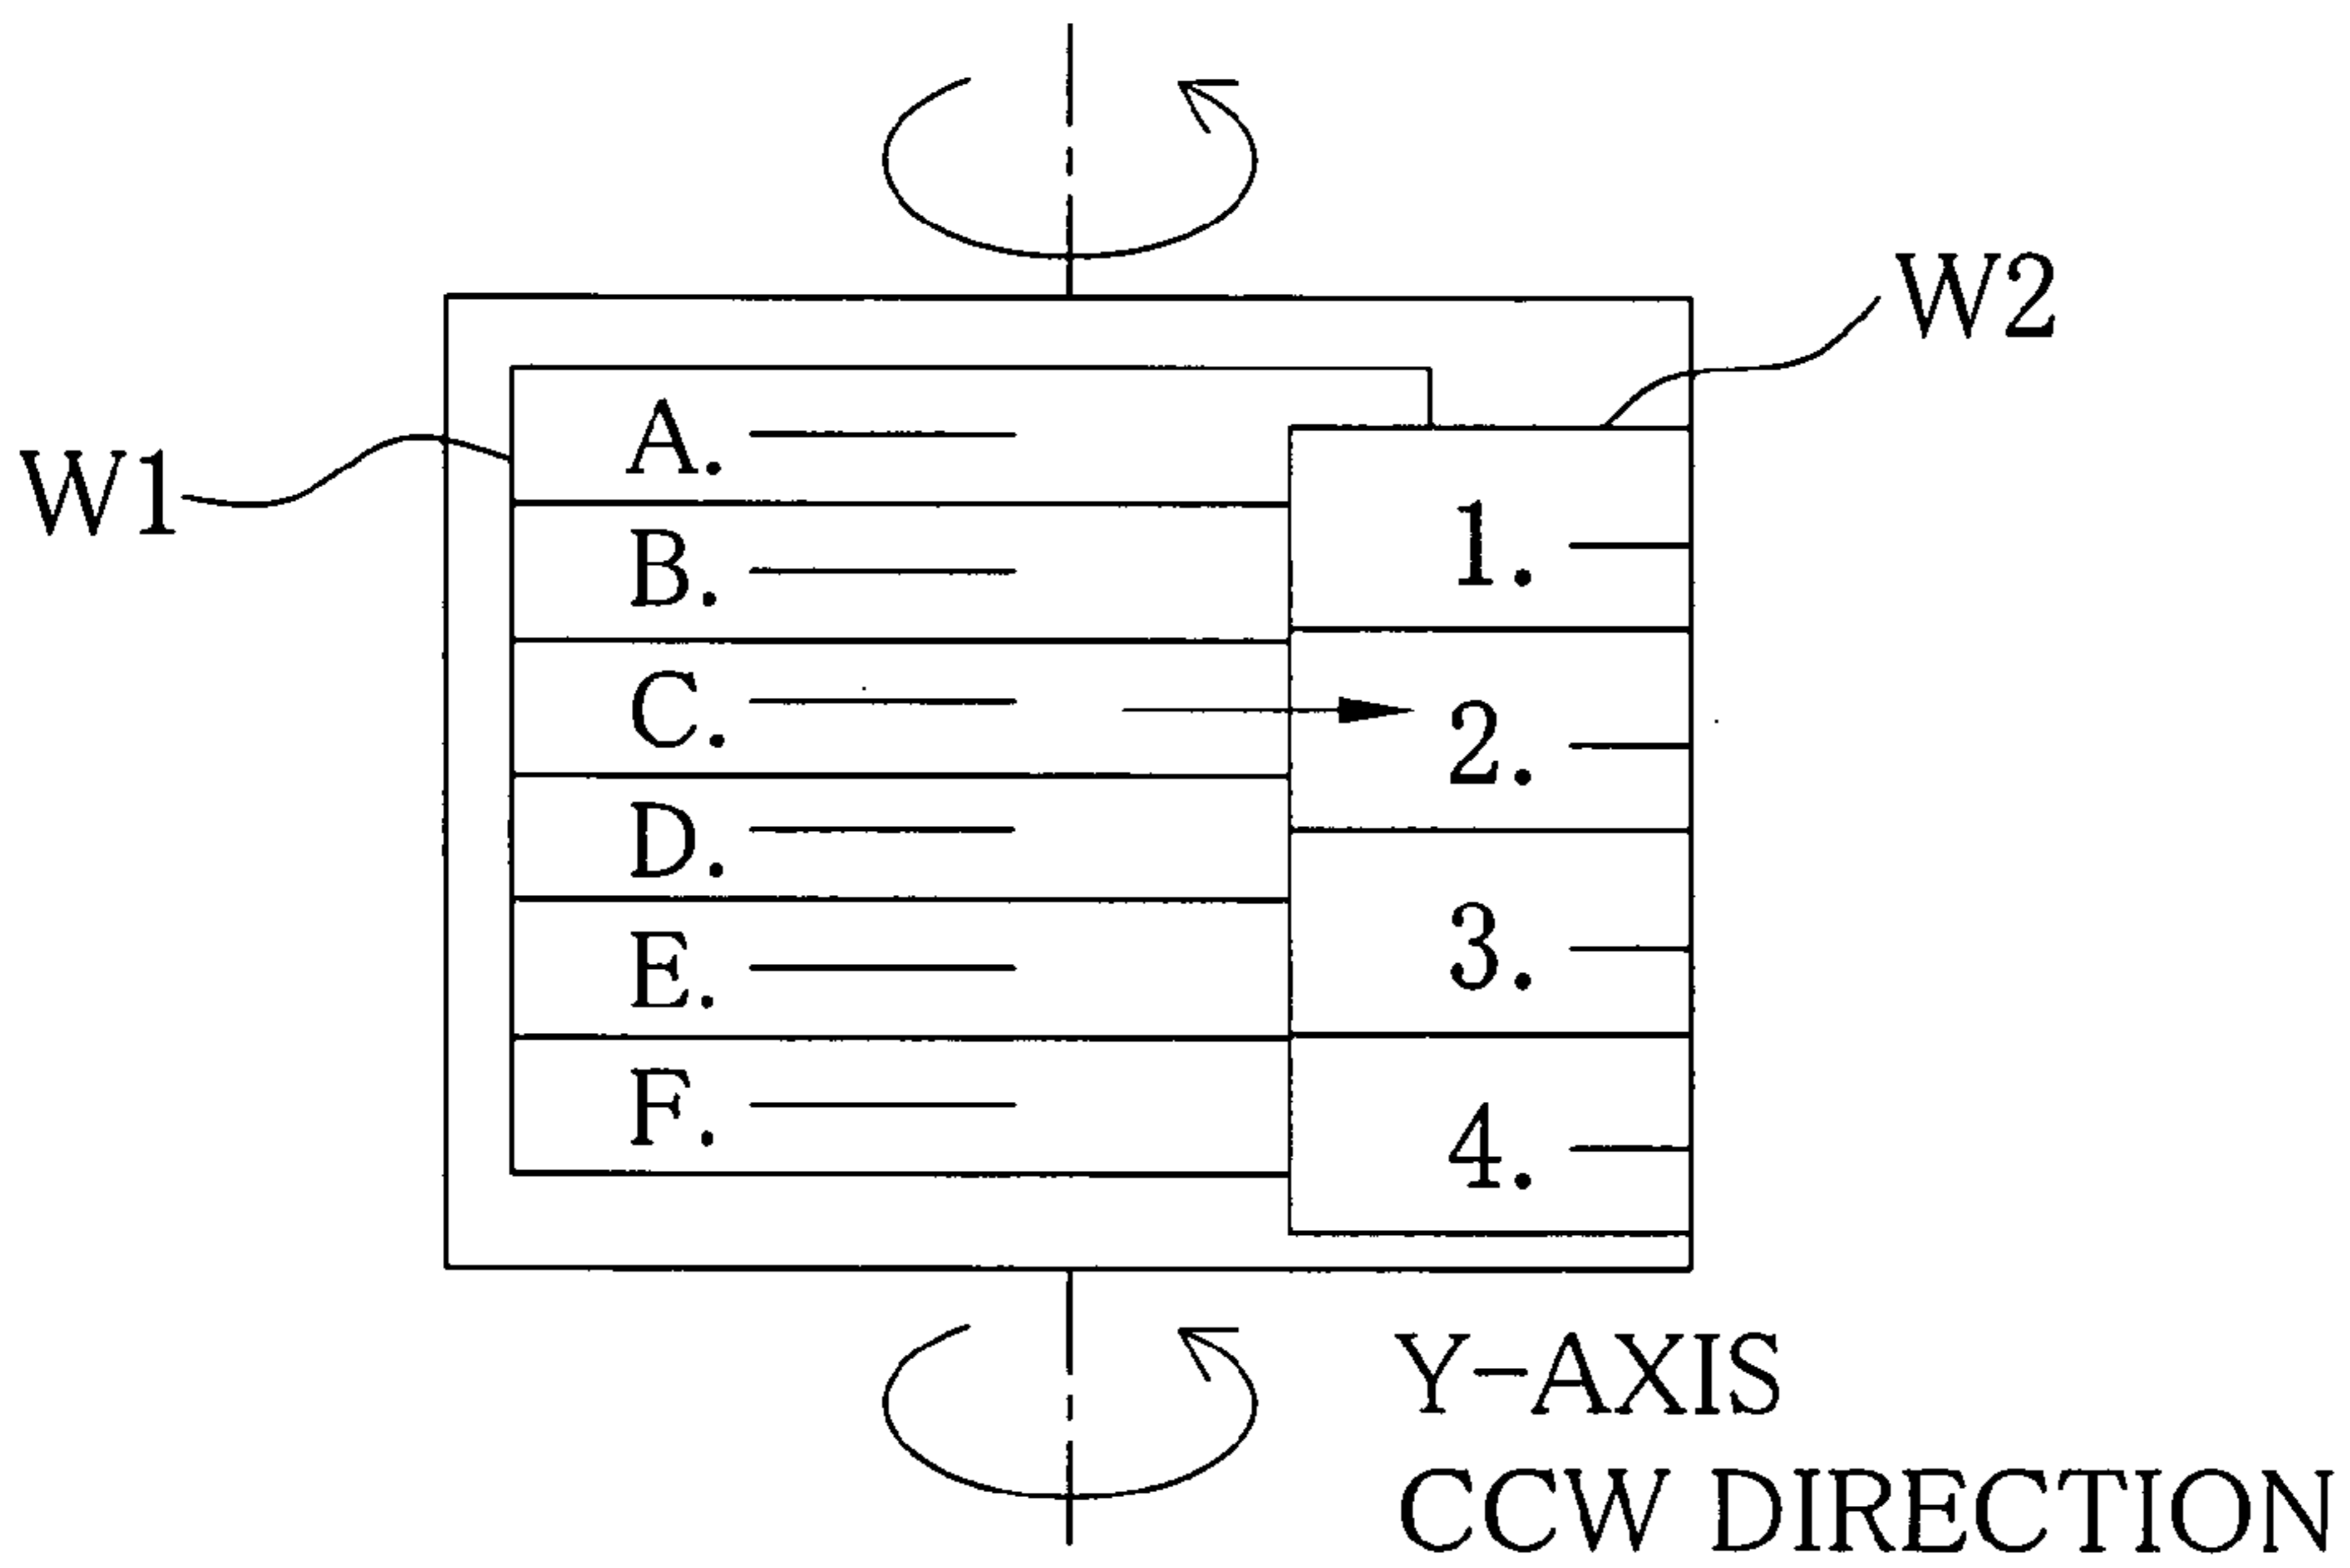 W2
W1
A.
B.
C.
D.
E.
F.
1.
2.
3.
4.
Y-AXIS
CCW DIRECTION